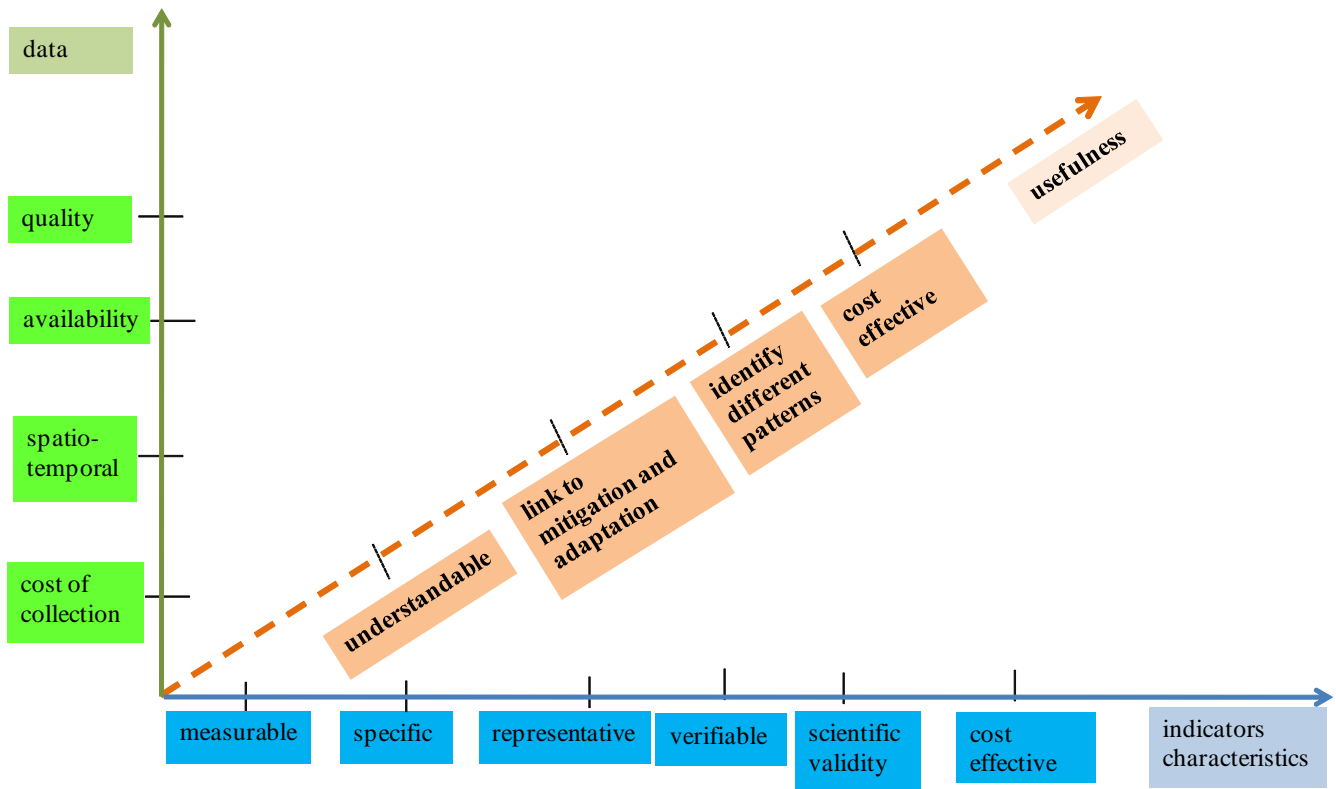 data
quality
availability
spatio-
temporal
cost of
collection
usefulness
cost
effective
identify
different
patterns
link to
mitigation and
adaptation
understandable
measurable
specific
representative
verifiable
scientific
validity
cost
effective
indicators
characteristics